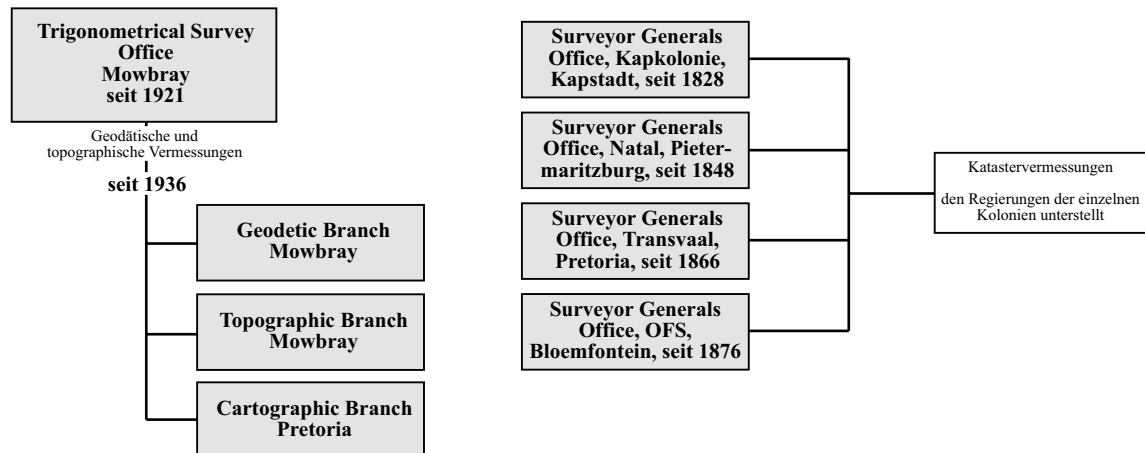 Trigonometrical Survey
Office
Mowbray
seit 1921
Geodätische und
topographische Vermessungen
seit 1936
Geodetic Branch
Mowbray
Topographic Branch
Mowbray
Cartographic Branch
Pretoria
Surveyor Generals
Office, Kapkolonie,
Kapstadt, seit 1828
Surveyor Generals
Office, Natal, Pieter-
maritzburg, seit 1848
Surveyor Generals
Office, Transvaal,
Pretoria, seit 1866
Surveyor Generals
Office, OFS,
Bloemfontein, seit 1876
Katastervermessungen
den Regierungen der einzelnen
Kolonien unterstellt